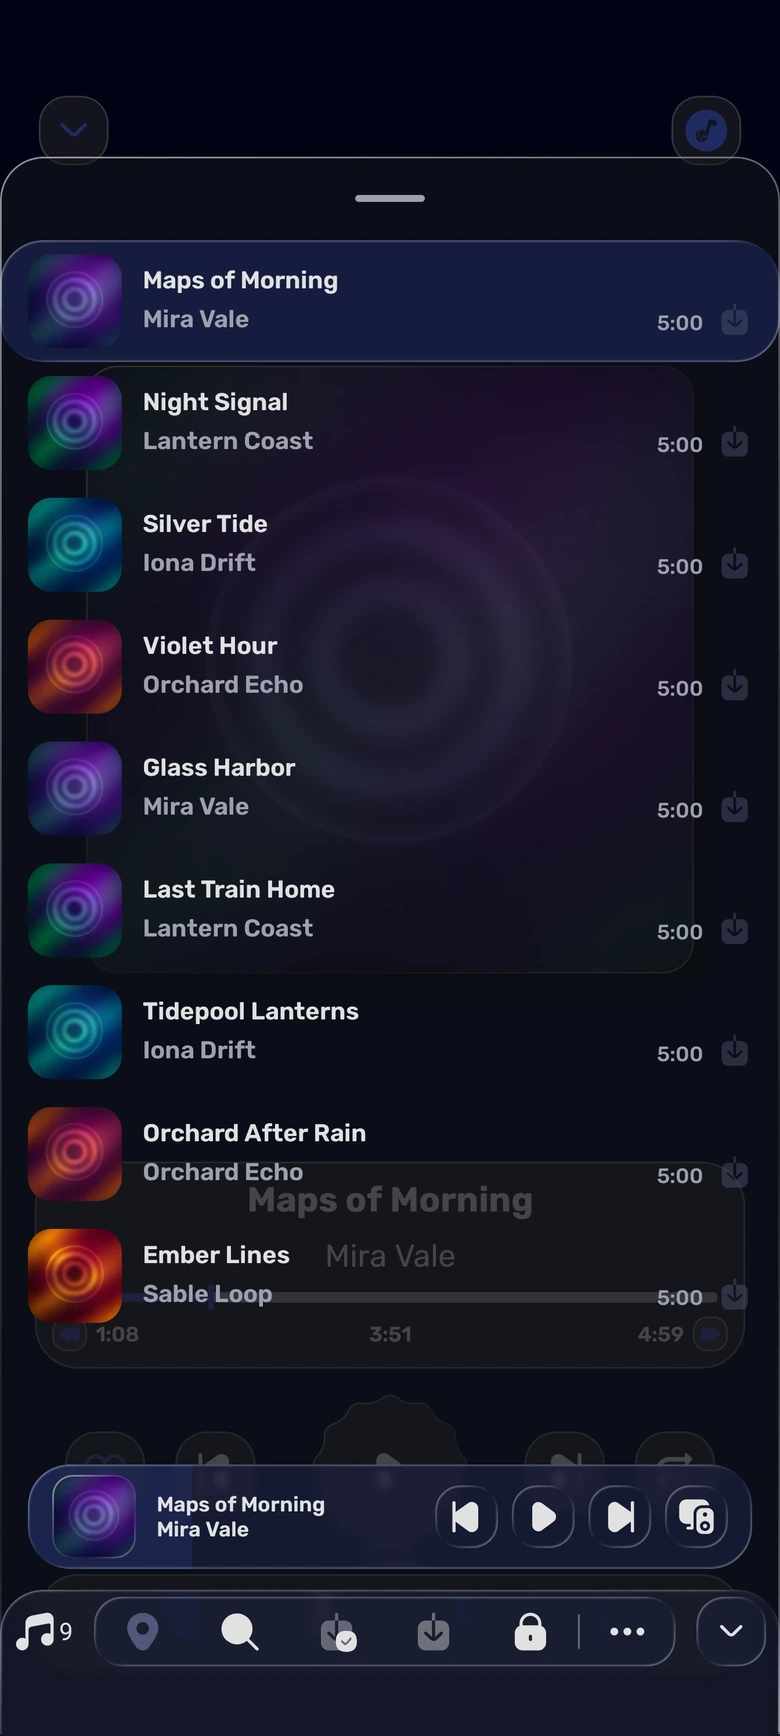 Maps of Morning
Mira Vale
5:00
Night Signal
Lantern Coast
5:00
Silver Tide
Iona Drift
5:00
Violet Hour
Orchard Echo
5:00
Glass Harbor
Mira Vale
5:00
Last Train Home
Lantern Coast
5:00
Tidepool Lanterns
Iona Drift
5:00
Orchard After Rain
Orchard Echo
5:00
Maps of Morning
Ember Lines
Mira Vale
Sable Loop
5:00
1:08 3:51 4:59
Maps of Morning
Mira Vale
9